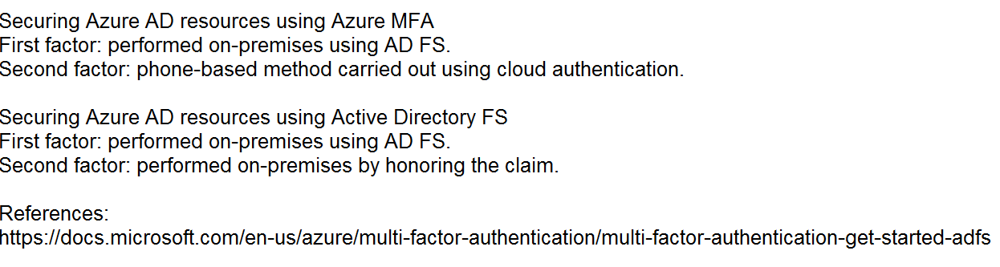 Securing Azure AD resources using Azure MFA
First factor: performed on-premises using AD FS.
Second factor: phone-based method carried out using cloud authentication.
Securing Azure AD resources using Active Directory FS
First factor: performed on-premises using AD FS.
Second factor: performed on-premises by honoring the claim.
References:
https://docs.microsoft.com/en-us/azure/multi-factor-authentication/multi-factor-authentication-get-started-adfs